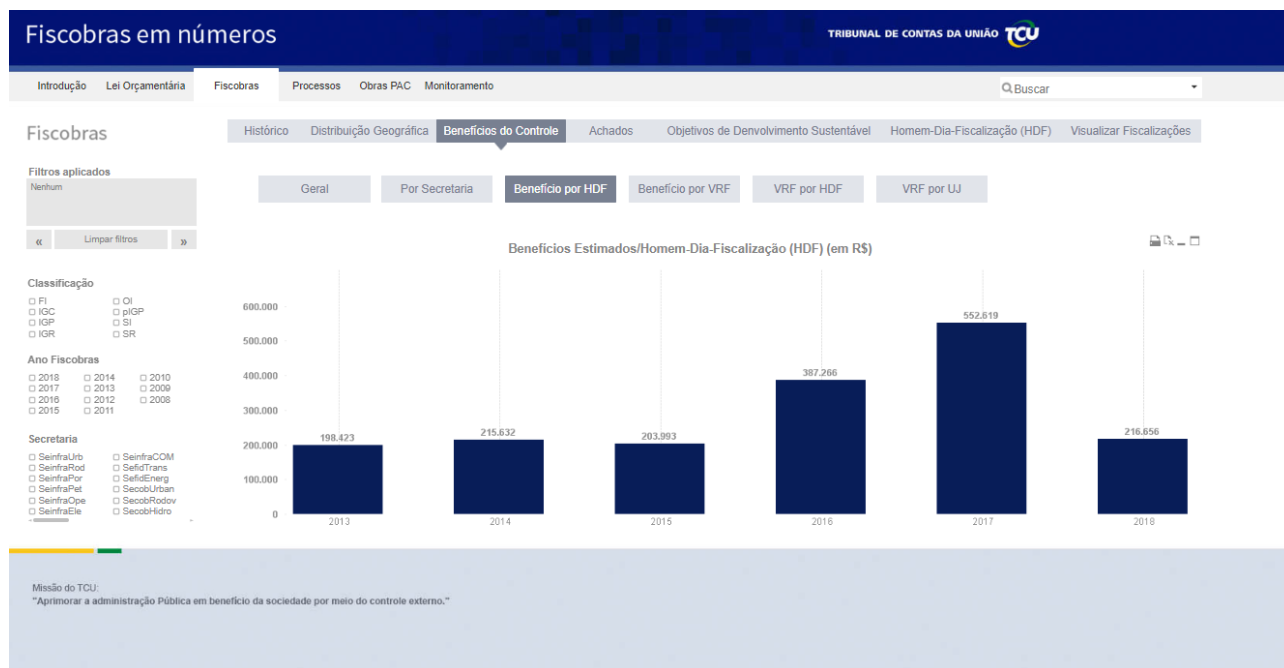 Fiscobras em números
TRIBUNAL DE CONTAS DA UNIÃO TCU
Introdução Lei Orçamentária Fiscobras Processos Obras PAC Monitoramento Buscar
Fiscobras
Histórico Distribuição Geográfica Benefícios do Controle Achados Objetivos de Denvolvimento Sustentável Homem-Dia-Fiscalização (HDF) Visualizar Fiscalizações
Filtros aplicados
Nenhum
« Limpar filtros »
Geral Por Secretaria Benefício por HDF Benefício por VRF VRF por HDF VRF por UJ
Classificação
FI OI
IGC pIGP
IGP SI
IGR SR
Ano Fiscobras
2018 2014 2010
2017 2013 2009
2016 2012 2008
2015 2011
Secretaria
SeinfraUrb SeinfraCOM
SeinfraRod SefidTrans
SeinfraPor SefidEnerg
SeinfraPet SecobUrban
SeinfraOpe SecobRodov
SeinfraEle SecobHidro
Benefícios Estimados/Homem-Dia-Fiscalização (HDF) (em R$)
600.000
500.000
400.000
300.000
200.000
100.000
0
198.423
215.632
203.993
387.266
552.619
216.656
2013 2014 2015 2016 2017 2018
Missão do TCU:
"Aprimorar a administração Pública em benefício da sociedade por meio do controle externo."